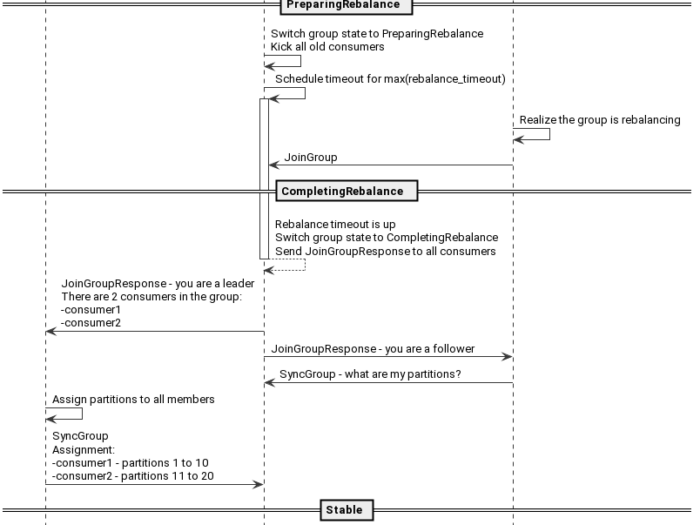 PreparingRebalance
Switch group state to PreparingRebalance
Kick all old consumers
Schedule timeout for max(rebalance_timeout)
Realize the group is rebalancing
JoinGroup
CompletingRebalance
Rebalance timeout is up
Switch group state to CompletingRebalance
Send JoinGroupResponse to all consumers
JoinGroupResponse - you are a leader
There are 2 consumers in the group:
-consumer1
-consumer2
JoinGroupResponse - you are a follower
SyncGroup - what are my partitions?
Assign partitions to all members
SyncGroup
Assignment:
-consumer1 - partitions 1 to 10
-consumer2 - partitions 11 to 20
Stable